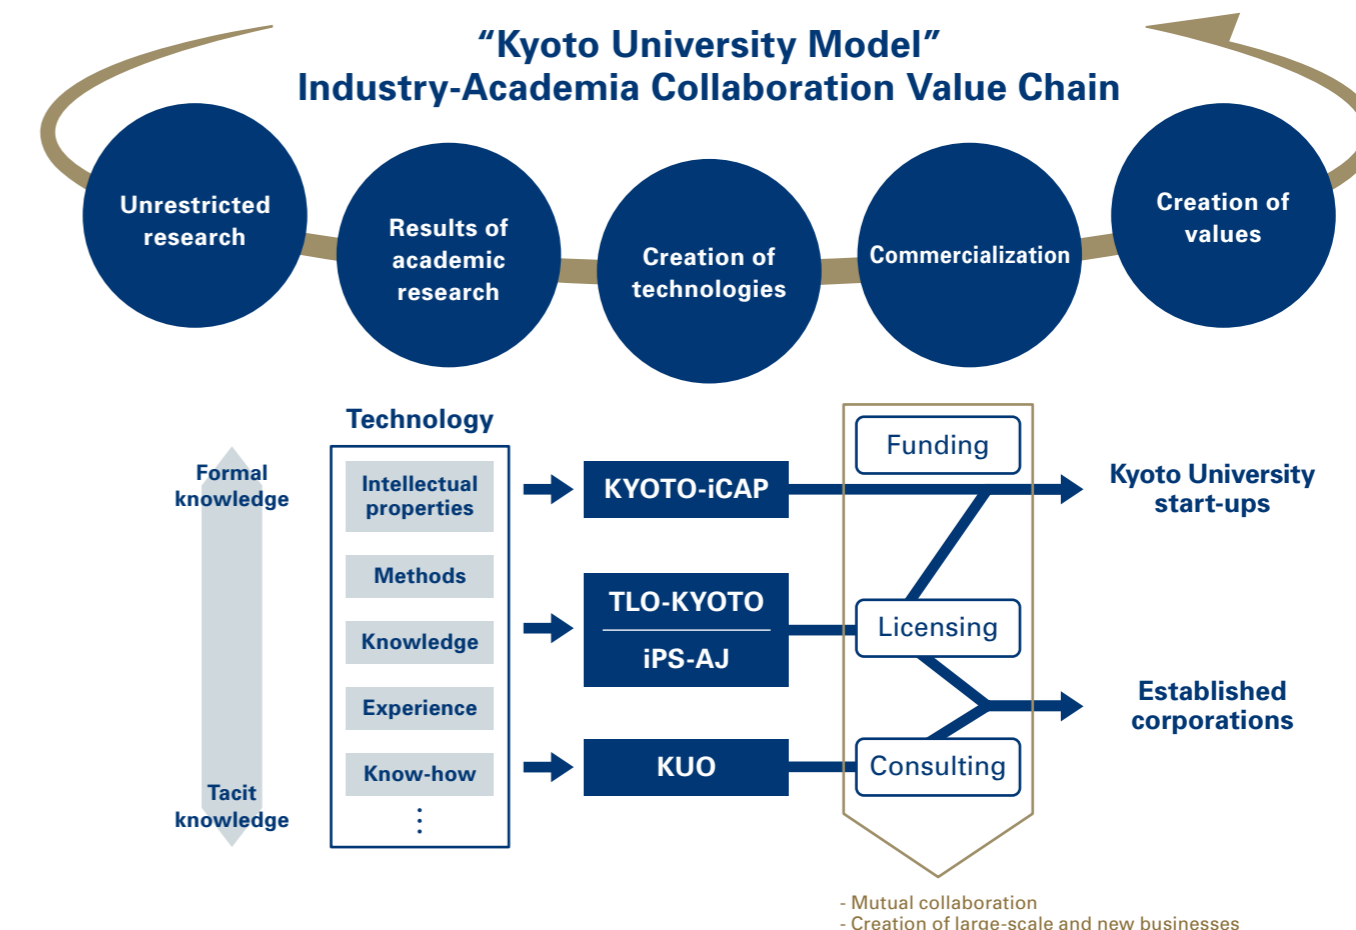 “Kyoto University Model”
Industry-Academia Collaboration Value Chain
Unrestricted
research
Results of
academic
research
Creation of
technologies
Commercialization
Creation of
values
Technology
Formal
knowledge
Tacit
knowledge
Intellectual
properties
Methods
Knowledge
Experience
Know-how
⋮
KYOTO-iCAP
TLO-KYOTO
iPS-AJ
KUO
Funding
Licensing
Consulting
Kyoto University
start-ups
Established
corporations
- Mutual collaboration
- Creation of large-scale and new businesses